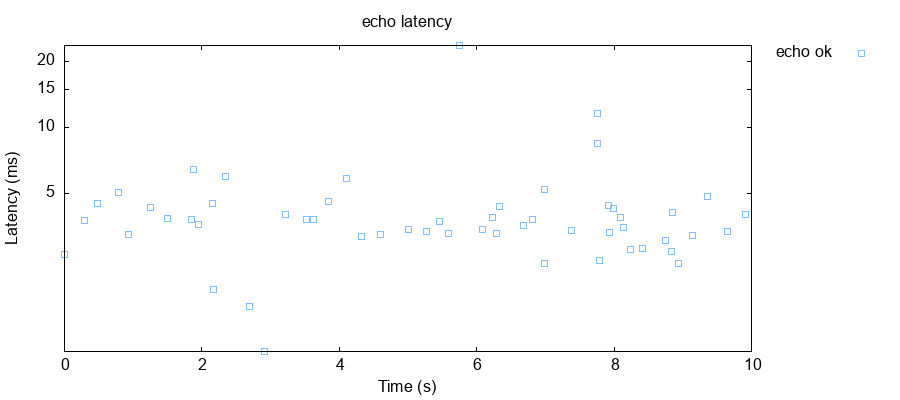 echo latency
echo ok
20
15
10
5
Latency (ms)
0 2 4 6 8 10
Time (s)